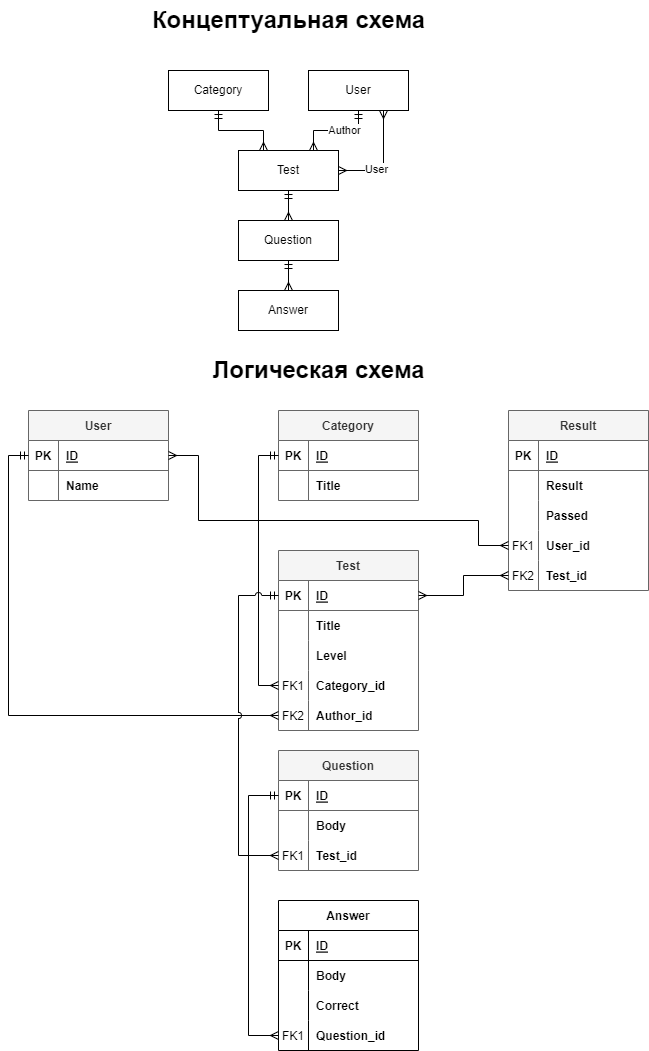 Концептуальная схема
Category
User
Author
Test
User
Question
Answer
Логическая схема
User
PK ID
Name
Category
PK ID
Title
Result
PK ID
Result
Passed
FK1 User_id
FK2 Test_id
Test
PK ID
Title
Level
FK1 Category_id
FK2 Author_id
Question
PK ID
Body
FK1 Test_id
Answer
PK ID
Body
Correct
FK1 Question_id